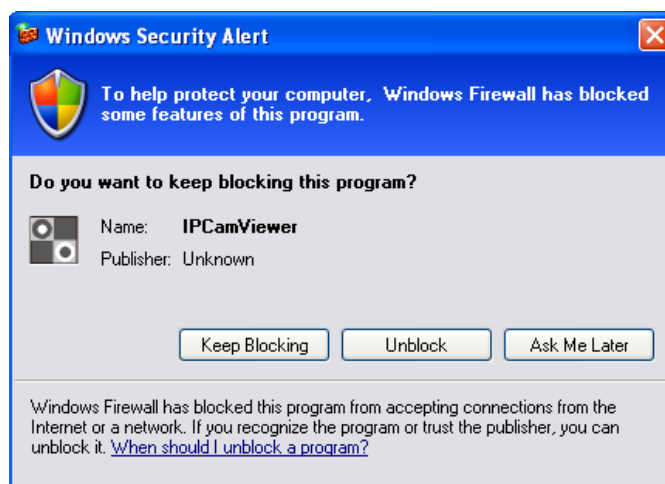 Windows Security Alert
To help protect your computer, Windows Firewall has blocked
some features of this program.
Do you want to keep blocking this program?
Name: IPCamViewer
Publisher: Unknown
Keep Blocking Unblock Ask Me Later
Windows Firewall has blocked this program from accepting connections from the
Internet or a network. If you recognize the program or trust the publisher, you can
unblock it. When should I unblock a program?